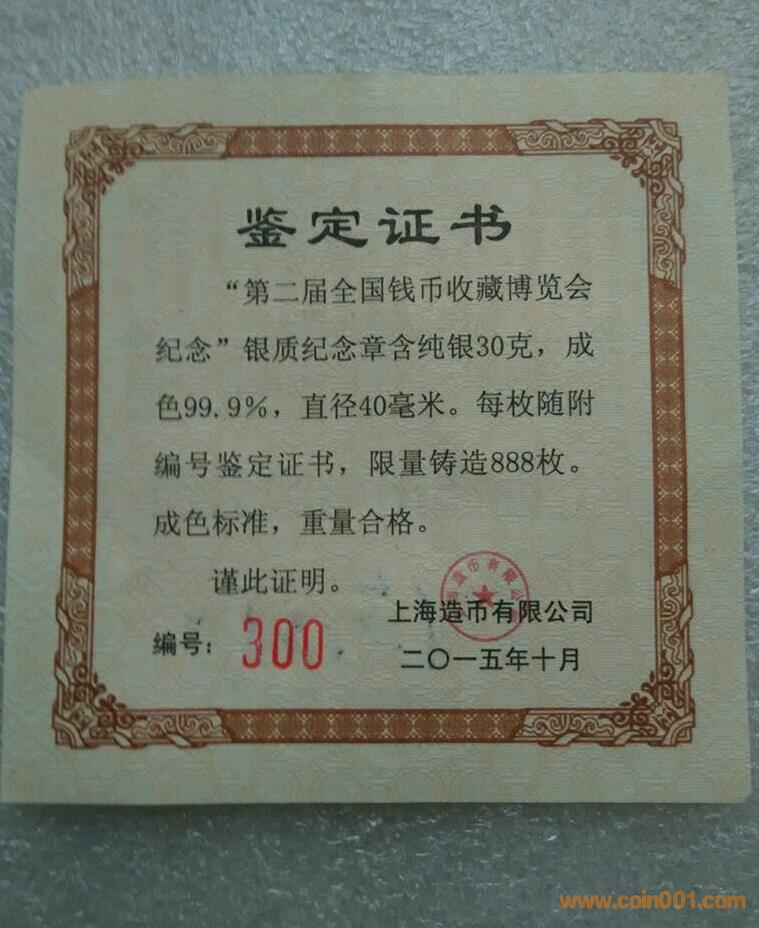 鉴定证书
“第二届全国钱币收藏博览会
纪念”银质纪念章含纯银30克，成
色99.9%，直径40毫米。每枚随附
编号鉴定证书，限量铸造888枚。
成色标准，重量合格。
谨此证明。
上海造币有限公司
编号：300
二〇一五年十月
www.coin001.com